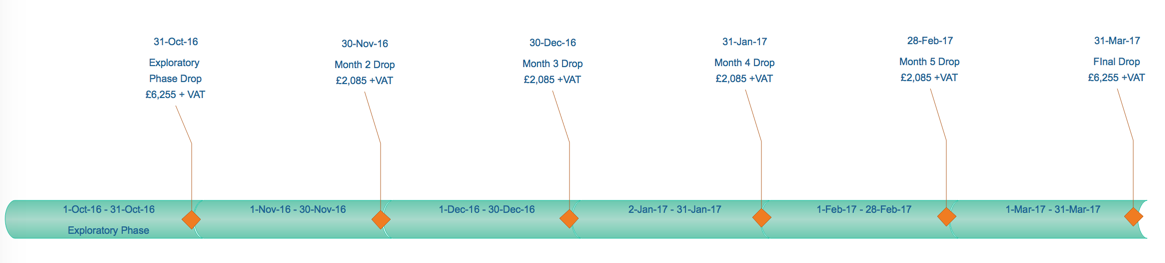 31-Oct-16
Exploratory
Phase Drop
£6,255 + VAT
30-Nov-16
Month 2 Drop
£2,085 +VAT
30-Dec-16
Month 3 Drop
£2,085 +VAT
31-Jan-17
Month 4 Drop
£2,085 +VAT
28-Feb-17
Month 5 Drop
£2,085 +VAT
31-Mar-17
FInal Drop
£6,255 +VAT
1-Oct-16 - 31-Oct-16
Exploratory Phase
1-Nov-16 - 30-Nov-16
1-Dec-16 - 30-Dec-16
2-Jan-17 - 31-Jan-17
1-Feb-17 - 28-Feb-17
1-Mar-17 - 31-Mar-17